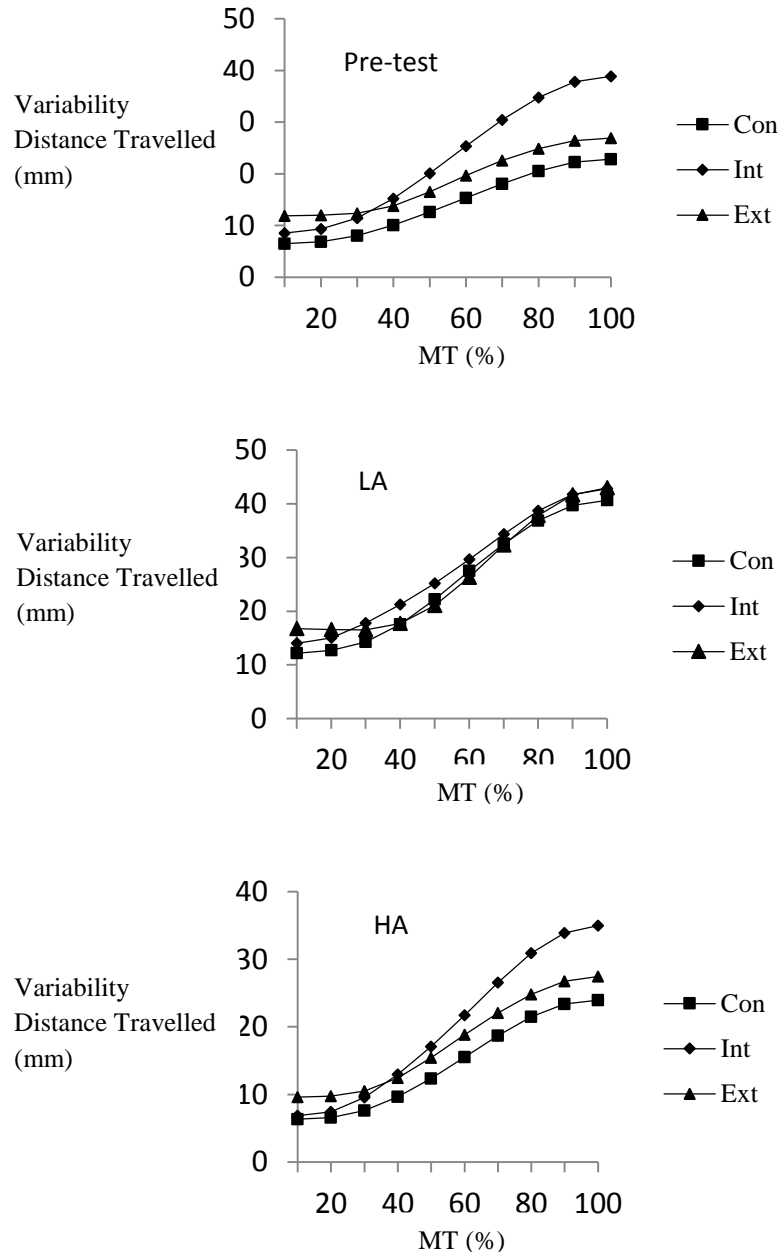 50
Pre-test
40
Variability
Distance Travelled
(mm)
0
0
10
0
Con
Int
Ext
20 40 60 80 100
MT (%)
50
LA
40
Variability
Distance Travelled
(mm)
30
20
10
0
Con
Int
Ext
20 40 60 80 100
MT (%)
40
HA
30
Variability
Distance Travelled
(mm)
20
10
0
Con
Int
Ext
20 40 60 80 100
MT (%)